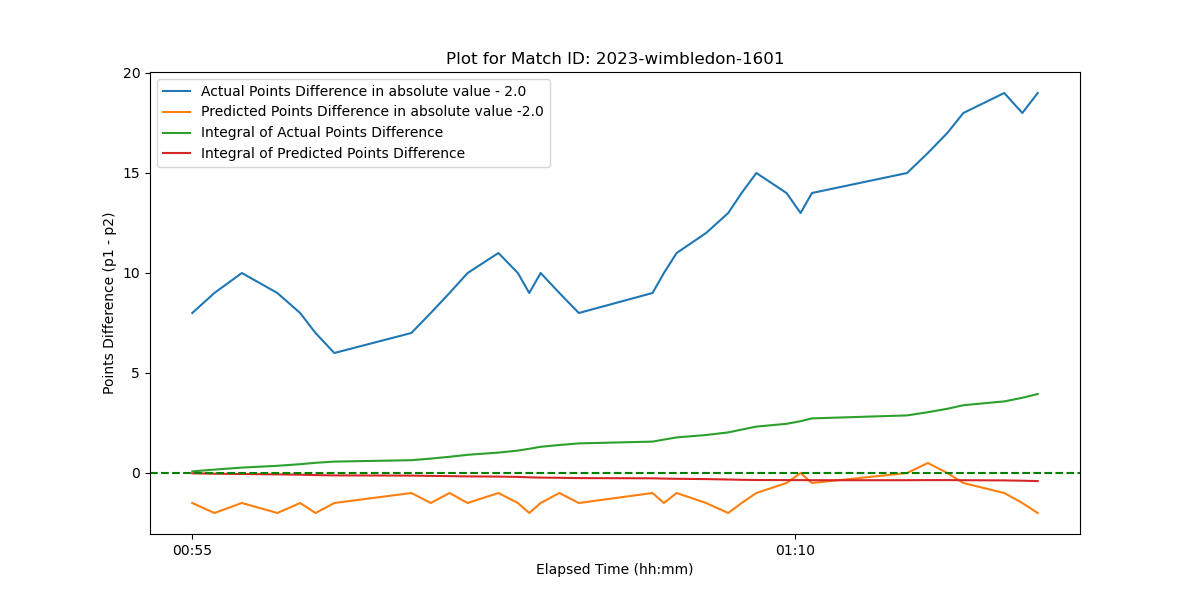 Plot for Match ID: 2023-wimbledon-1601
Actual Points Difference in absolute value - 2.0
Predicted Points Difference in absolute value -2.0
Integral of Actual Points Difference
Integral of Predicted Points Difference
Points Difference (p1 - p2)
20
15
10
5
0
00:55
01:10
Elapsed Time (hh:mm)